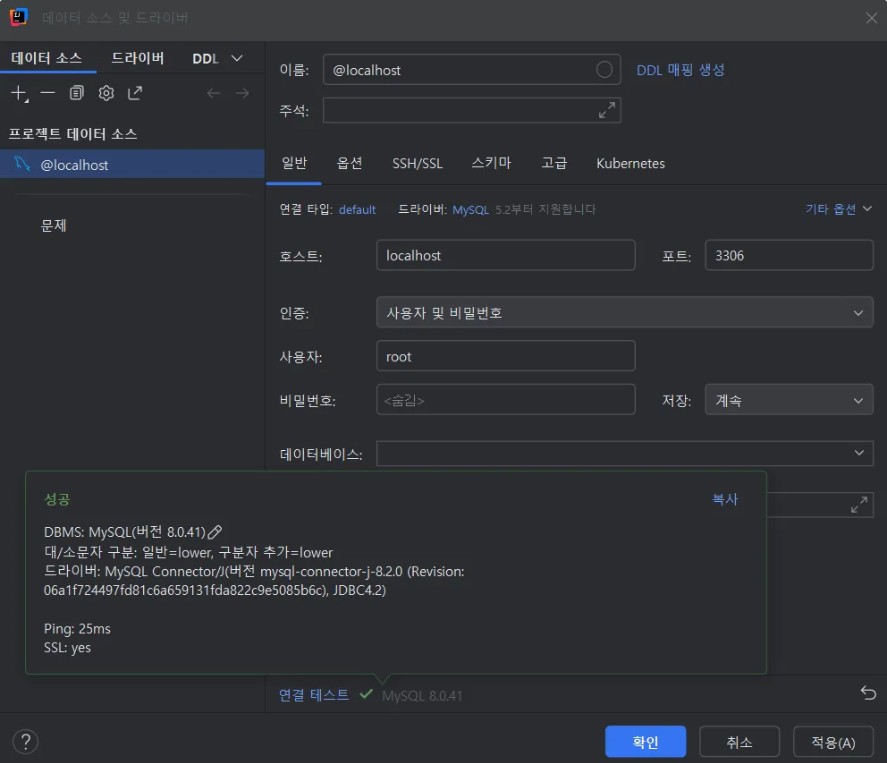 데이터 소스 및 드라이버
데이터 소스 드라이버 DDL
프로젝트 데이터 소스
@localhost
문제
이름: @localhost DDL 매핑 생성
주석:
일반 옵션 SSH/SSL 스키마 고급 Kubernetes
연결 타입: default 드라이버: MySQL 5.2부터 지원합니다 기타 옵션
호스트: localhost 포트: 3306
인증: 사용자 및 비밀번호
사용자: root
비밀번호: <숨김> 저장: 계속
데이터베이스:
성공 복사
DBMS: MySQL(버전 8.0.41)
대/소문자 구분: 일반=lower, 구분자 추가=lower
드라이버: MySQL Connector/J(버전 mysql-connector-j-8.2.0 (Revision:
06a1f724497fd81c6a659131fda822c9e5085b6c), JDBC4.2)
Ping: 25ms
SSL: yes
연결 테스트 MySQL 8.0.41
? 확인 취소 적용(A)